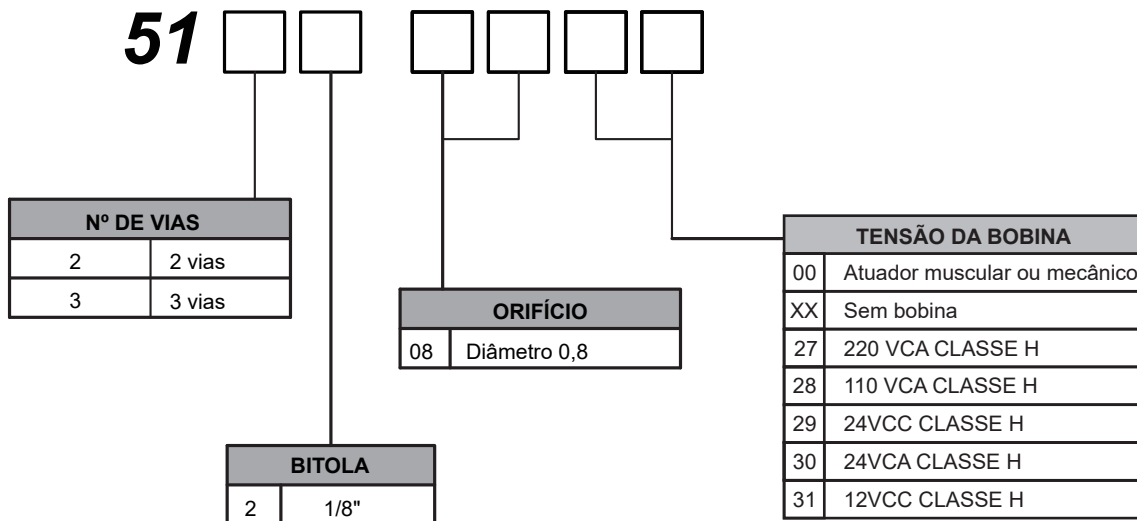 51
Nº DE VIAS
2 2 vias
3 3 vias
ORIFÍCIO
08 Diâmetro 0,8
BITOLA
2 1/8"
TENSÃO DA BOBINA
00 Atuador muscular ou mecânico
XX Sem bobina
27 220 VCA CLASSE H
28 110 VCA CLASSE H
29 24VCC CLASSE H
30 24VCA CLASSE H
31 12VCC CLASSE H